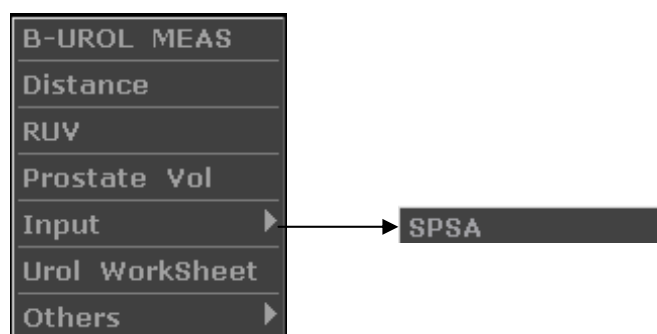 B-UROL MEAS
Distance
RUV
Prostate Vol
Input
SPSA
Urol WorkSheet
Others